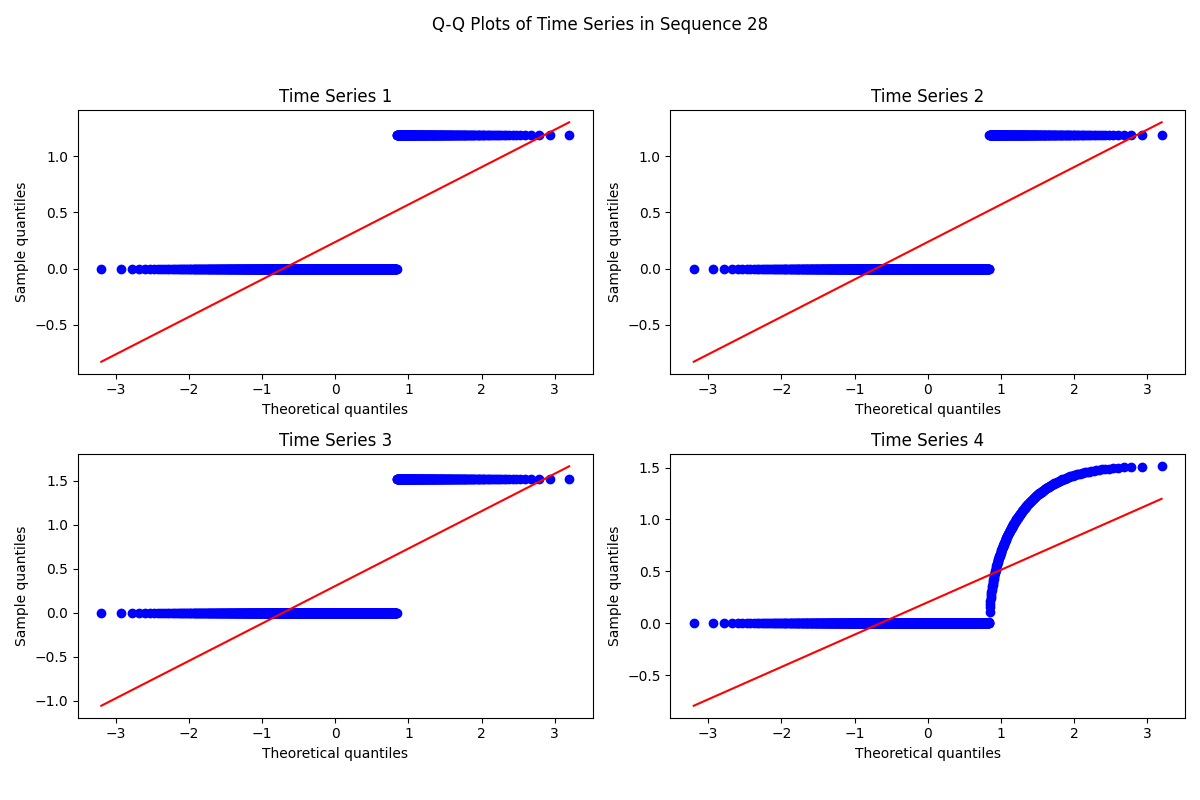 Q-Q Plots of Time Series in Sequence 28
Time Series 1
Sample quantiles
1.0
0.5
0.0
−0.5
−3 −2 −1 0 1 2 3
Theoretical quantiles
Time Series 2
Sample quantiles
1.0
0.5
0.0
−0.5
−3 −2 −1 0 1 2 3
Theoretical quantiles
Time Series 3
Sample quantiles
1.5
1.0
0.5
0.0
−0.5
−1.0
−3 −2 −1 0 1 2 3
Theoretical quantiles
Time Series 4
Sample quantiles
1.5
1.0
0.5
0.0
−0.5
−3 −2 −1 0 1 2 3
Theoretical quantiles